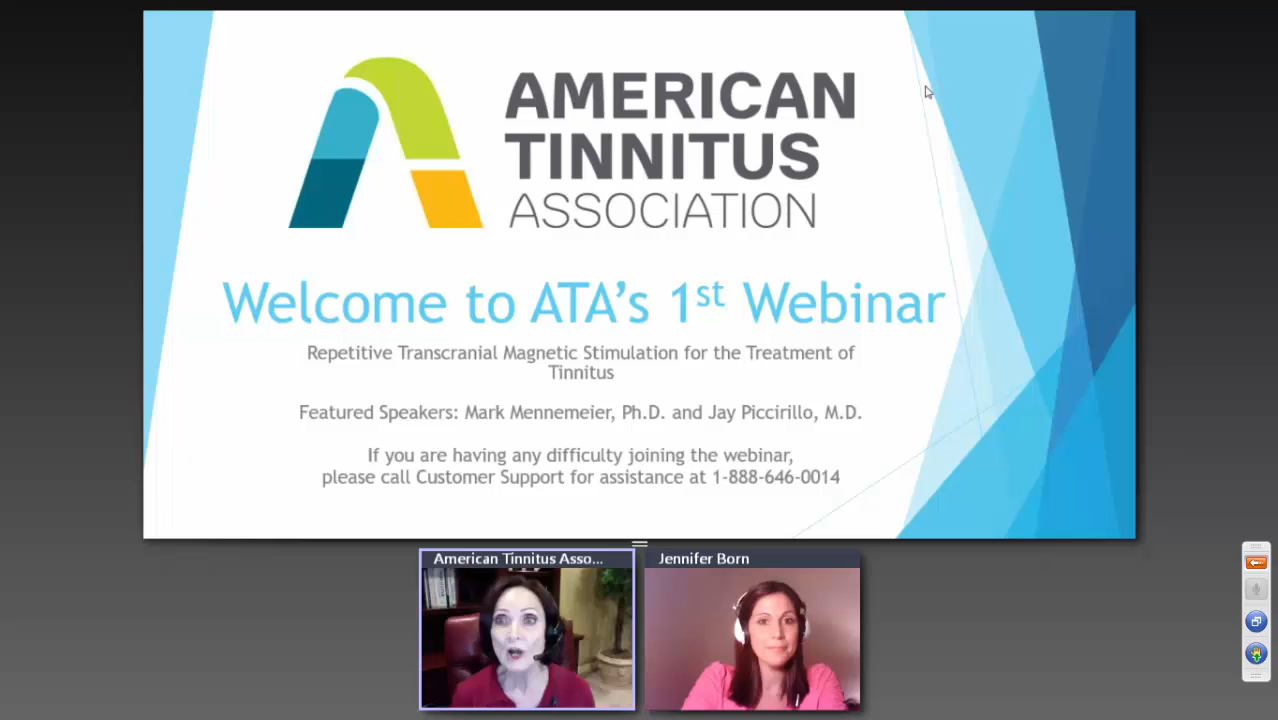 AMERICAN
TINNITUS
ASSOCIATION
Welcome to ATA's 1st Webinar
Repetitive Transcranial Magnetic Stimulation for the Treatment of
Tinnitus
Featured Speakers: Mark Mennemeier, Ph.D. and Jay Piccirillo, M.D.
If you are having any difficulty joining the webinar,
please call Customer Support for assistance at 1-888-646-0014
American Tinnitus Asso...
Jennifer Born